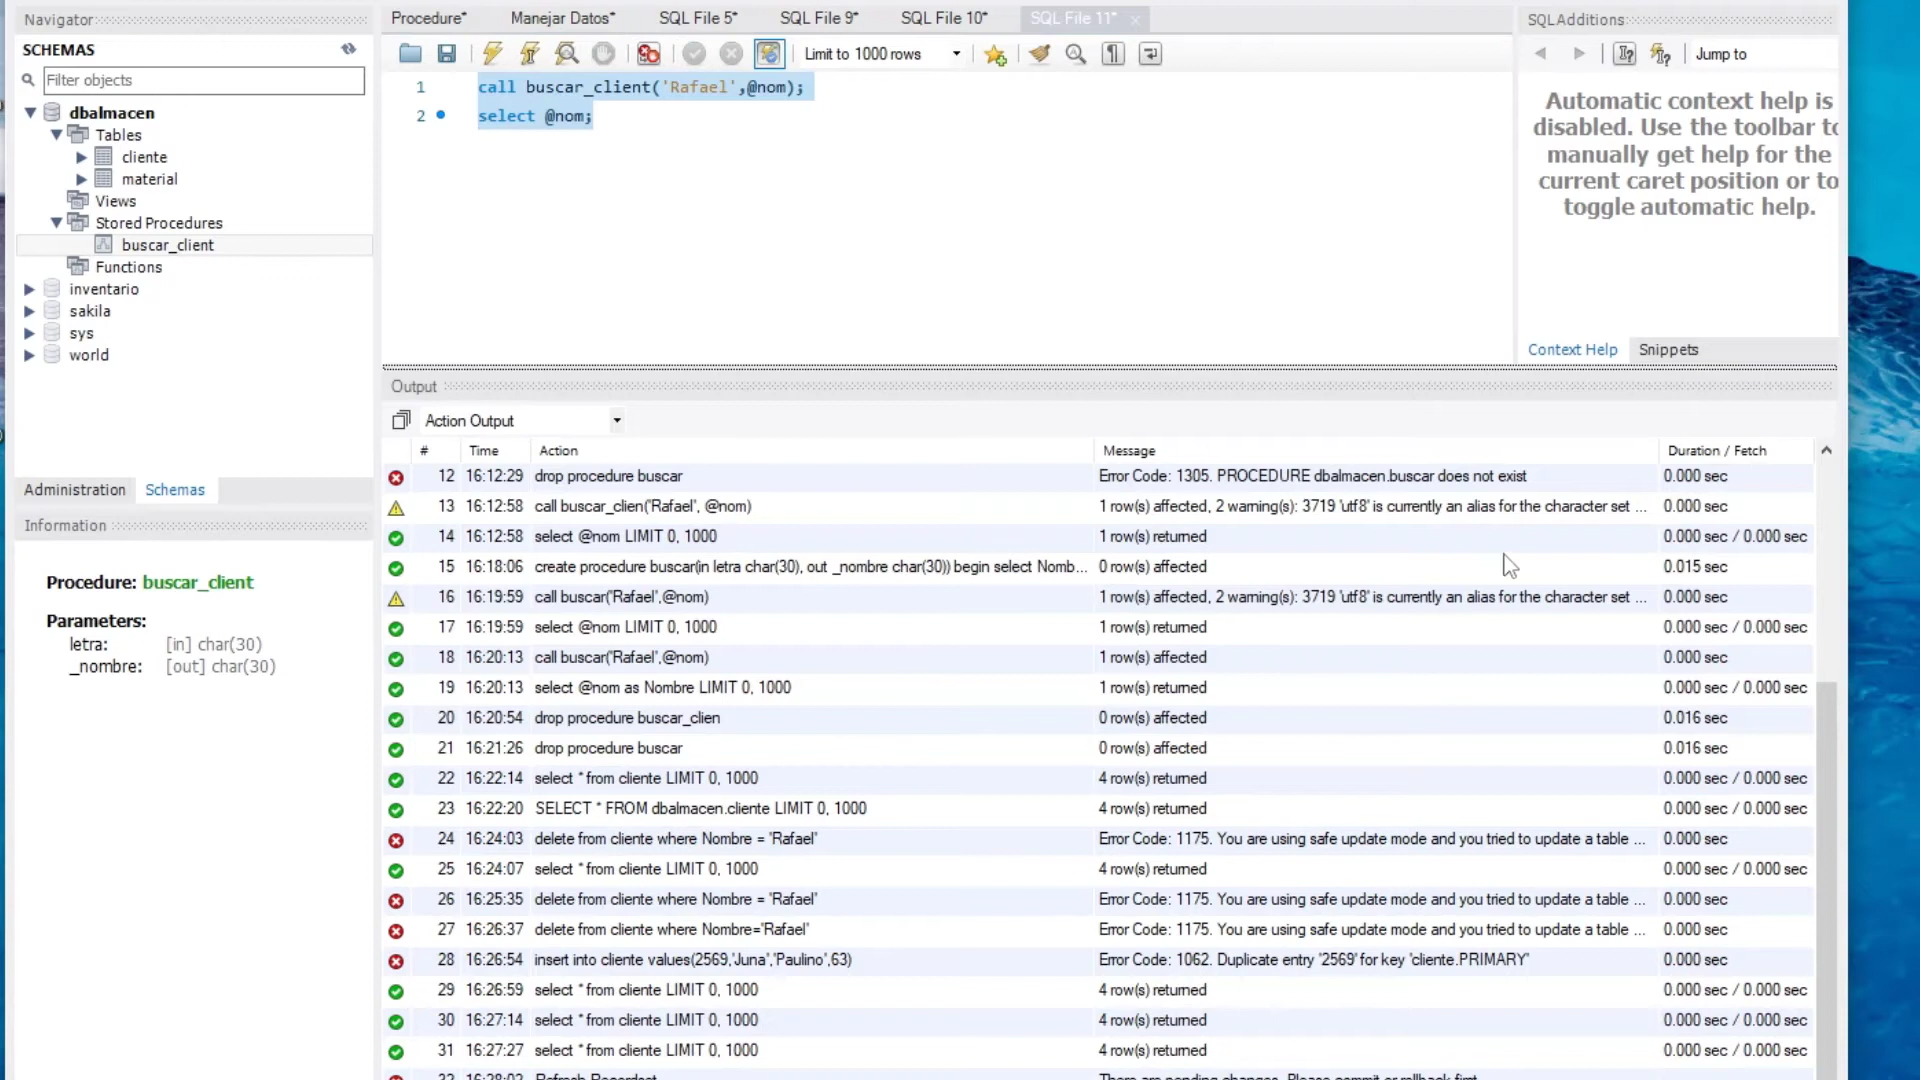 Navigator
SCHEMAS
Filter objects
dbalmacen
Tables
cliente
material
Views
Stored Procedures
buscar_client
Functions
inventario
sakila
sys
world
Administration Schemas
Information
Procedure: buscar_client
Parameters:
letra: [in] char(30)
_nombre: [out] char(30)
Procedure* Manejar Datos* SQL File 5* SQL File 9* SQL File 10* SQL File 11*
Limit to 1000 rows
1 call buscar_client('Rafael',@nom);
2 select @nom;
SQLAdditions
Jump to
Automatic context help is
disabled. Use the toolbar to
manually get help for the
current caret position or to
toggle automatic help.
Context Help Snippets
Output
Action Output
# Time Action Message Duration / Fetch
12 16:12:29 drop procedure buscar Error Code: 1305. PROCEDURE dbalmacen.buscar does not exist 0.000 sec
13 16:12:58 call buscar_clien('Rafael', @nom) 1 row(s) affected, 2 warning(s): 3719 'utf8' is currently an alias for the character set ... 0.000 sec
14 16:12:58 select @nom LIMIT 0, 1000 1 row(s) returned 0.000 sec / 0.000 sec
15 16:18:06 create procedure buscar(in letra char(30), out _nombre char(30)) begin select Nomb... 0 row(s) affected 0.015 sec
16 16:19:59 call buscar('Rafael',@nom) 1 row(s) affected, 2 warning(s): 3719 'utf8' is currently an alias for the character set ... 0.000 sec
17 16:19:59 select @nom LIMIT 0, 1000 1 row(s) returned 0.000 sec / 0.000 sec
18 16:20:13 call buscar('Rafael',@nom) 1 row(s) affected 0.000 sec
19 16:20:13 select @nom as Nombre LIMIT 0, 1000 1 row(s) returned 0.000 sec / 0.000 sec
20 16:20:54 drop procedure buscar_clien 0 row(s) affected 0.016 sec
21 16:21:26 drop procedure buscar 0 row(s) affected 0.016 sec
22 16:22:14 select * from cliente LIMIT 0, 1000 4 row(s) returned 0.000 sec / 0.000 sec
23 16:22:20 SELECT * FROM dbalmacen.cliente LIMIT 0, 1000 4 row(s) returned 0.000 sec / 0.000 sec
24 16:24:03 delete from cliente where Nombre = 'Rafael' Error Code: 1175. You are using safe update mode and you tried to update a table ... 0.000 sec
25 16:24:07 select * from cliente LIMIT 0, 1000 4 row(s) returned 0.000 sec / 0.000 sec
26 16:25:35 delete from cliente where Nombre = 'Rafael' Error Code: 1175. You are using safe update mode and you tried to update a table ... 0.000 sec
27 16:26:37 delete from cliente where Nombre='Rafael' Error Code: 1175. You are using safe update mode and you tried to update a table ... 0.000 sec
28 16:26:54 insert into cliente values(2569,'Juna','Paulino',63) Error Code: 1062. Duplicate entry '2569' for key 'cliente.PRIMARY' 0.000 sec
29 16:26:59 select * from cliente LIMIT 0, 1000 4 row(s) returned 0.000 sec / 0.000 sec
30 16:27:14 select * from cliente LIMIT 0, 1000 4 row(s) returned 0.000 sec / 0.000 sec
31 16:27:27 select * from cliente LIMIT 0, 1000 4 row(s) returned 0.000 sec / 0.000 sec
32 16:28:02 Refresh Recordset There are pending changes. Please commit or rollback first.